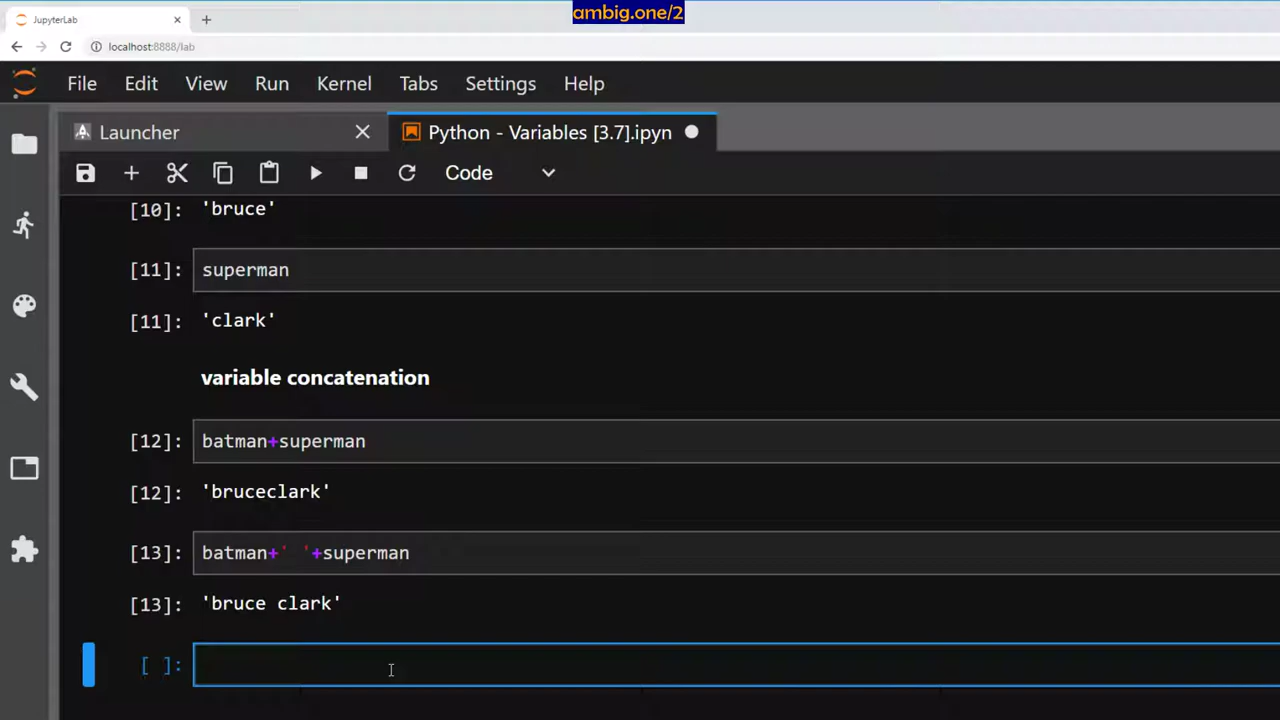 ambig.one/2
JupyterLab
localhost:8888/lab
File Edit View Run Kernel Tabs Settings Help
Launcher Python - Variables [3.7].ipyn
Code
[10]: 'bruce'
[11]: superman
[11]: 'clark'
variable concatenation
[12]: batman+superman
[12]: 'bruceclark'
[13]: batman+' '+superman
[13]: 'bruce clark'
[ ]: